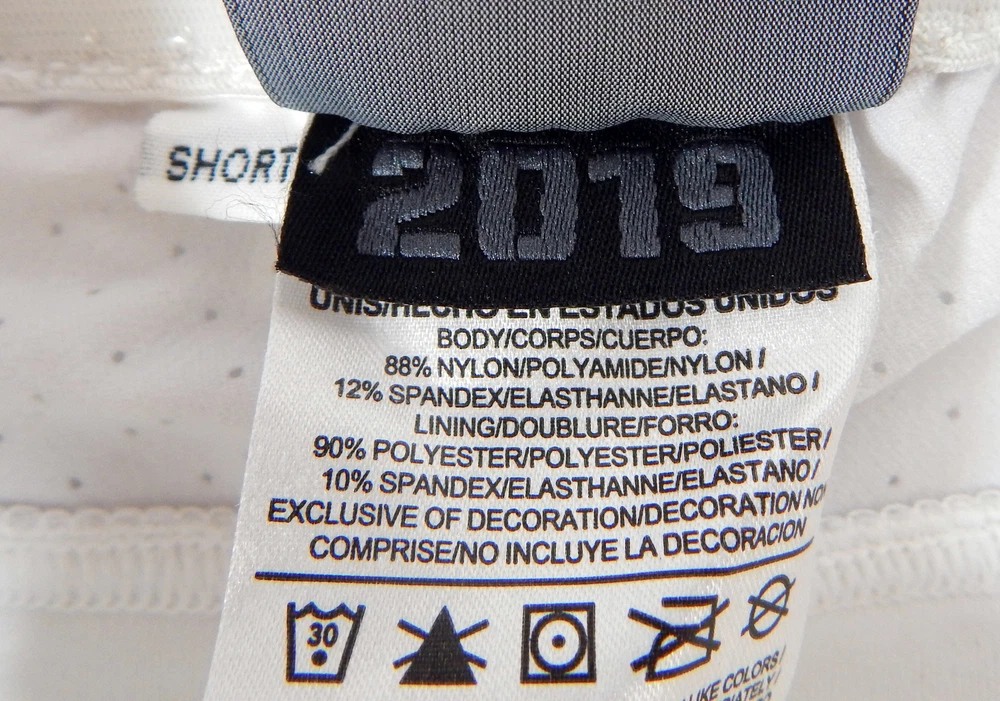 SHORT
2019
UNIS/HECHO EN ESTADOS UNIDOS
BODY/CORPS/CUERPO:
88% NYLON/POLYAMIDE/NYLON /
12% SPANDEX/ELASTHANNE/ELASTANO /
LINING/DOUBLURE/FORRO:
90% POLYESTER/POLYESTER/POLIESTER /
10% SPANDEX/ELASTHANNE/ELASTANO /
EXCLUSIVE OF DECORATION/DECORATION NON
COMPRISE/NO INCLUYE LA DECORACION
30
LIKE COLORS /